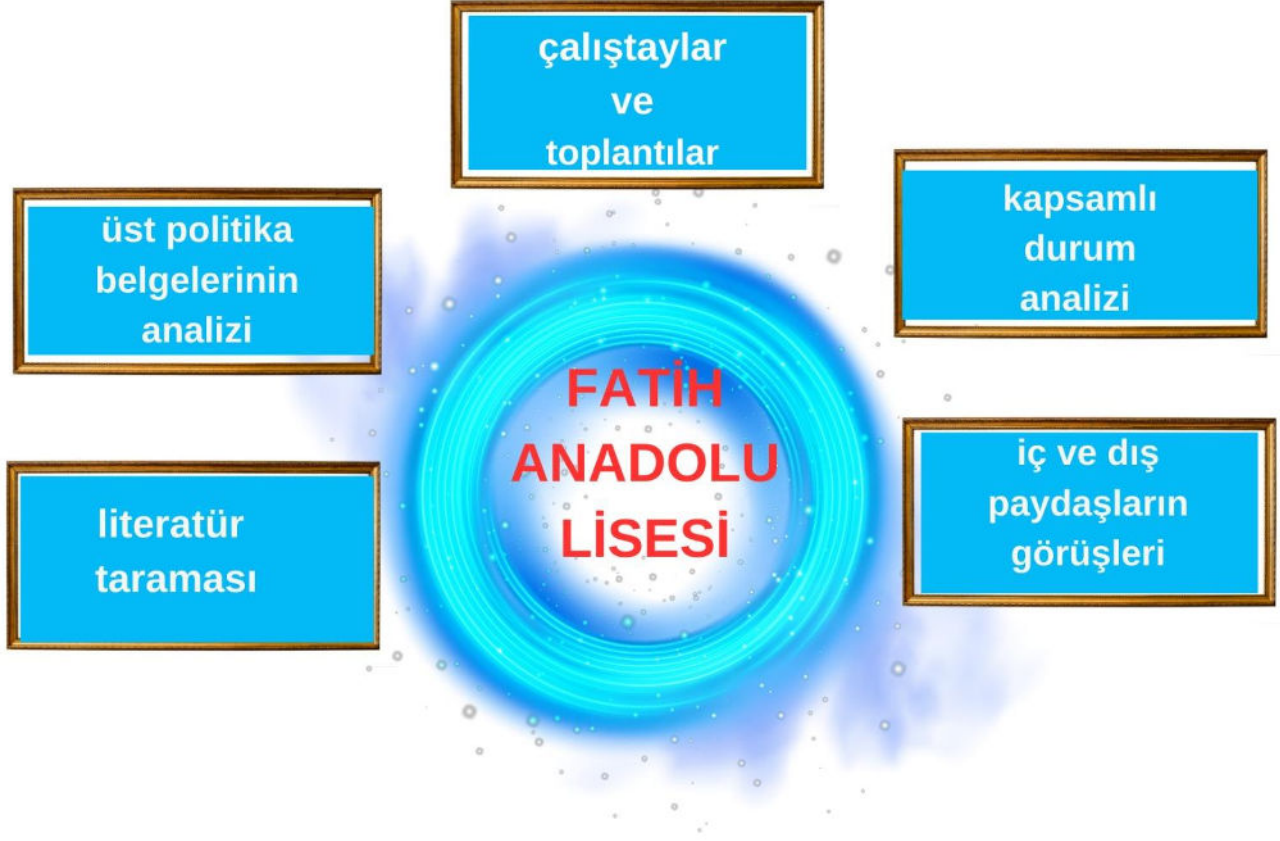 çalıştaylar
ve
toplantılar
üst politika
belgelerinin
analizi
kapsamlı
durum
analizi
FATİH
ANADOLU
LİSESİ
literatür
taraması
iç ve dış
paydaşların
görüşleri